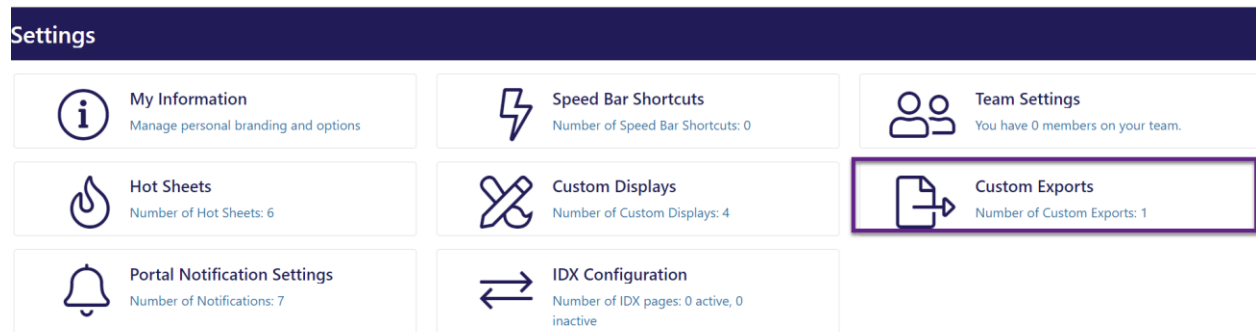 Settings
My Information
Manage personal branding and options
Speed Bar Shortcuts
Number of Speed Bar Shortcuts: 0
Team Settings
You have 0 members on your team.
Hot Sheets
Number of Hot Sheets: 6
Custom Displays
Number of Custom Displays: 4
Custom Exports
Number of Custom Exports: 1
Portal Notification Settings
Number of Notifications: 7
IDX Configuration
Number of IDX pages: 0 active, 0
inactive